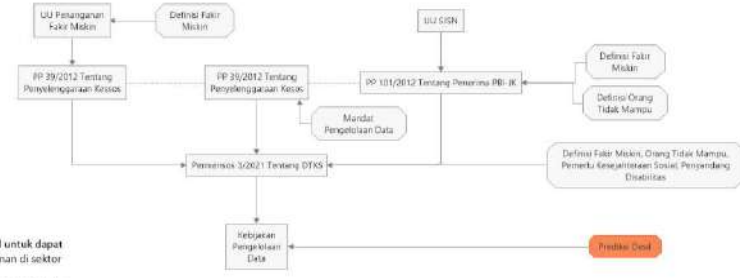 UU Penanganan
Fakir Miskin
Definisi Fakir
Miskin
UU SJSN
PP 39/2012 Tentang
Penyelenggaraan Kessos
PP 39/2012 Tentang
Penyelenggaraan Kesos
PP 101/2012 Tentang Penerima PBI-JK
Definisi Fakir
Miskin
Definisi Orang
Tidak Mampu
Mandat
Pengelolaan Data
Permensos 3/2021 Tentang DTKS
Definisi Fakir Miskin, Orang Tidak Mampu,
Pemerlu Kesejahteraan Sosial, Penyandang
Disabilitas
Kebijakan
Pengelolaan
Data
Prediksi Desil
l untuk dapat
nan di sektor